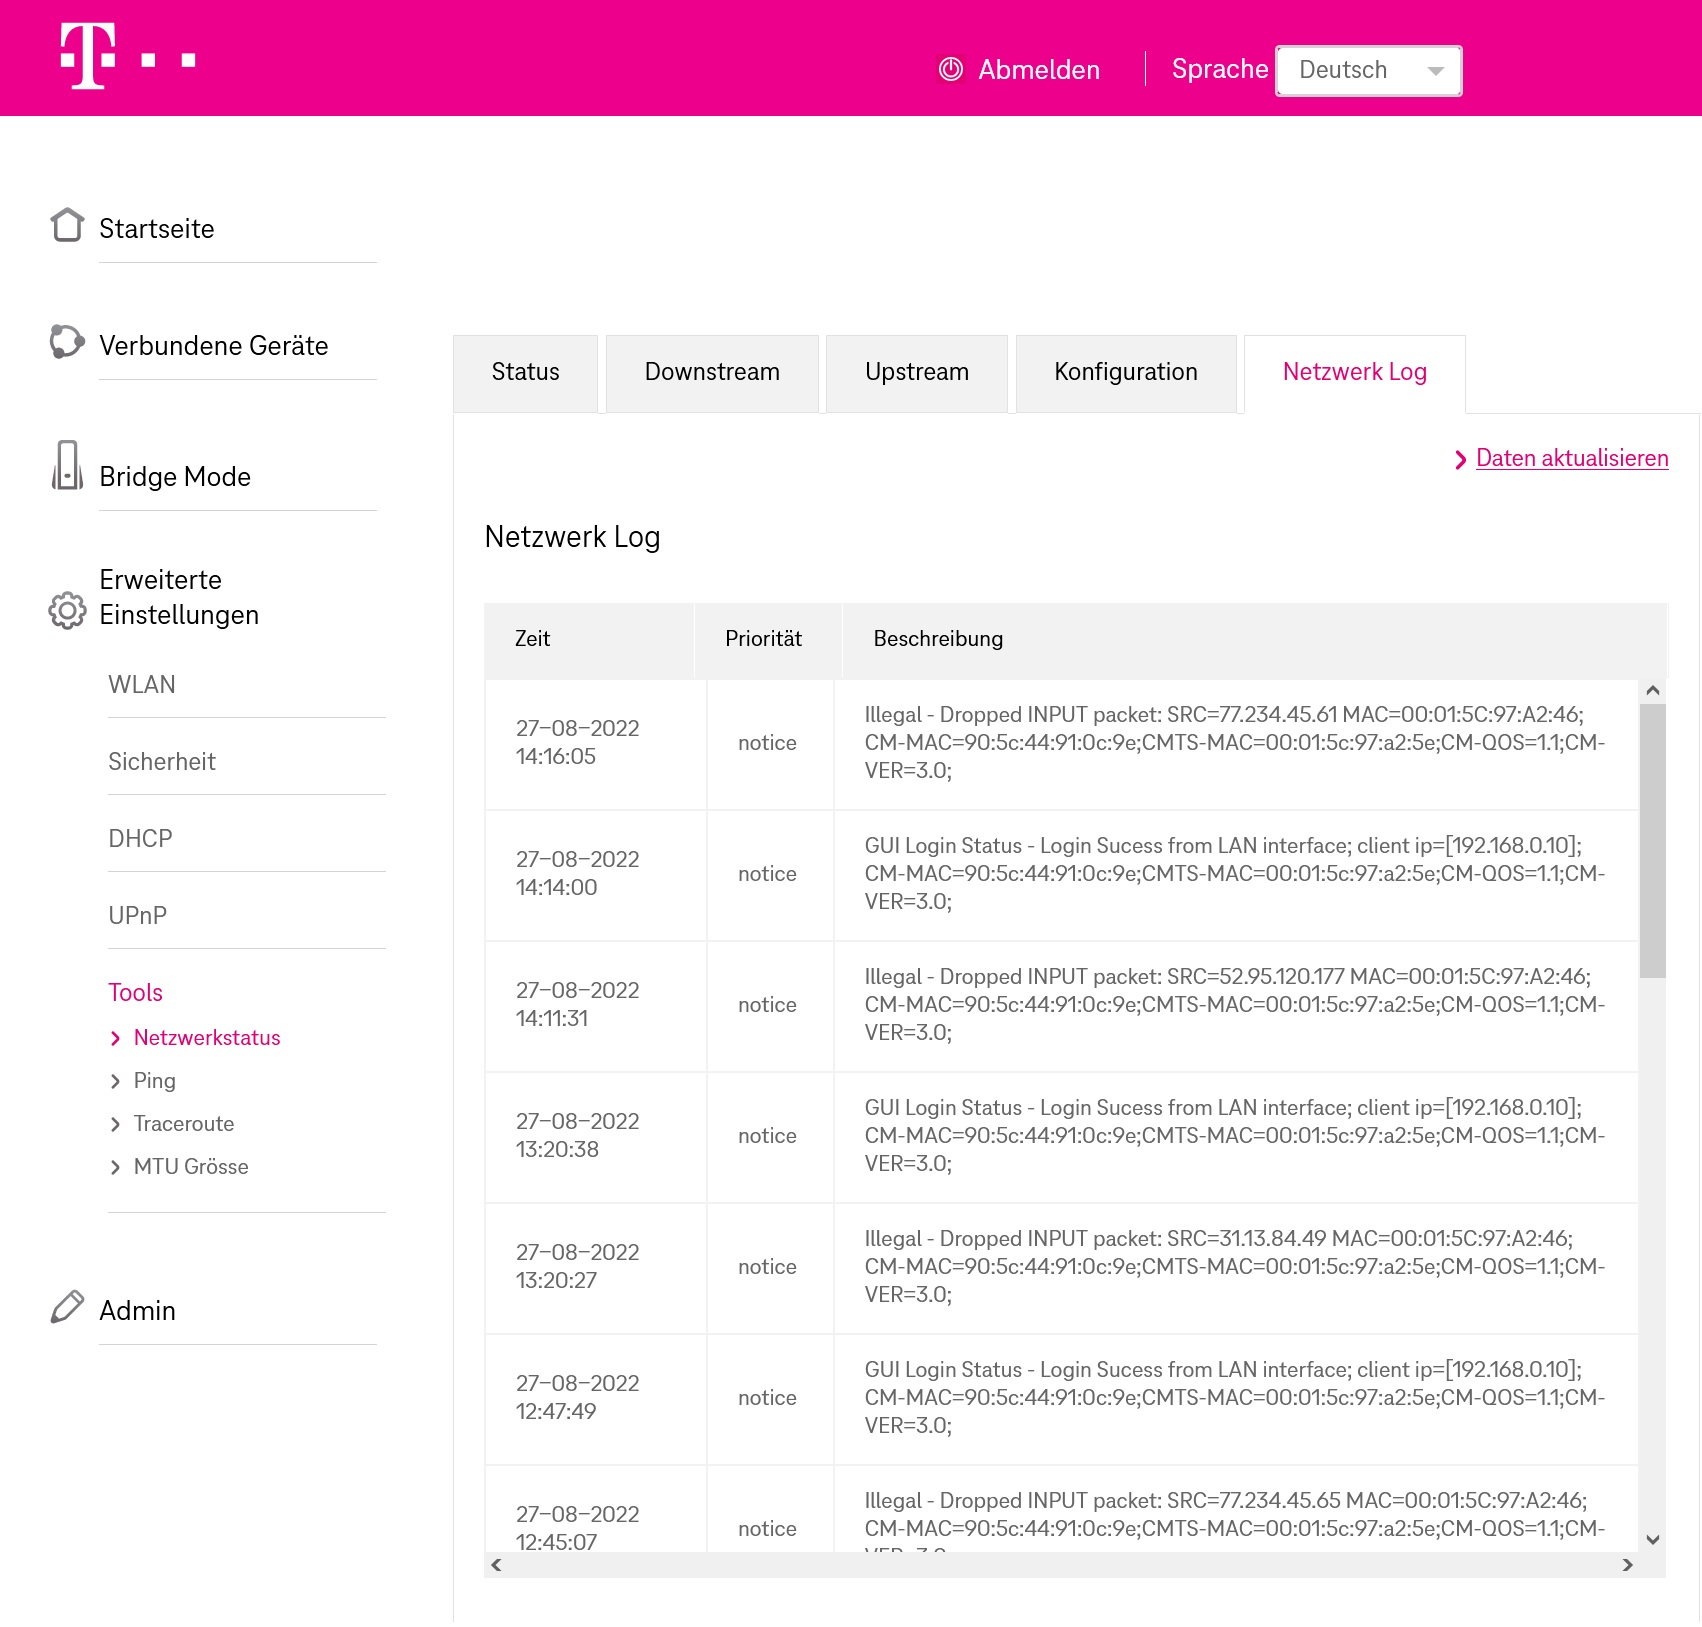 T
Abmelden
Sprache
Deutsch
Startseite
Verbundene Geräte
Bridge Mode
Erweiterte
Einstellungen
WLAN
Sicherheit
DHCP
UPnP
Tools
Netzwerkstatus
Ping
Traceroute
MTU Grösse
Admin
Status
Downstream
Upstream
Konfiguration
Netzwerk Log
Daten aktualisieren
Netzwerk Log
Zeit
Priorität
Beschreibung
27-08-2022
14:16:05
notice
Illegal - Dropped INPUT packet: SRC=77.234.45.61 MAC=00:01:5C:97:A2:46;
CM-MAC=90:5c:44:91:0c:9e;CMTS-MAC=00:01:5c:97:a2:5e;CM-QOS=1.1;CM-
VER=3.0;
27-08-2022
14:14:00
notice
GUI Login Status - Login Sucess from LAN interface; client ip=[192.168.0.10];
CM-MAC=90:5c:44:91:0c:9e;CMTS-MAC=00:01:5c:97:a2:5e;CM-QOS=1.1;CM-
VER=3.0;
27-08-2022
14:11:31
notice
Illegal - Dropped INPUT packet: SRC=52.95.120.177 MAC=00:01:5C:97:A2:46;
CM-MAC=90:5c:44:91:0c:9e;CMTS-MAC=00:01:5c:97:a2:5e;CM-QOS=1.1;CM-
VER=3.0;
27-08-2022
13:20:38
notice
GUI Login Status - Login Sucess from LAN interface; client ip=[192.168.0.10];
CM-MAC=90:5c:44:91:0c:9e;CMTS-MAC=00:01:5c:97:a2:5e;CM-QOS=1.1;CM-
VER=3.0;
27-08-2022
13:20:27
notice
Illegal - Dropped INPUT packet: SRC=31.13.84.49 MAC=00:01:5C:97:A2:46;
CM-MAC=90:5c:44:91:0c:9e;CMTS-MAC=00:01:5c:97:a2:5e;CM-QOS=1.1;CM-
VER=3.0;
27-08-2022
12:47:49
notice
GUI Login Status - Login Sucess from LAN interface; client ip=[192.168.0.10];
CM-MAC=90:5c:44:91:0c:9e;CMTS-MAC=00:01:5c:97:a2:5e;CM-QOS=1.1;CM-
VER=3.0;
27-08-2022
12:45:07
notice
Illegal - Dropped INPUT packet: SRC=77.234.45.65 MAC=00:01:5C:97:A2:46;
CM-MAC=90:5c:44:91:0c:9e;CMTS-MAC=00:01:5c:97:a2:5e;CM-QOS=1.1;CM-